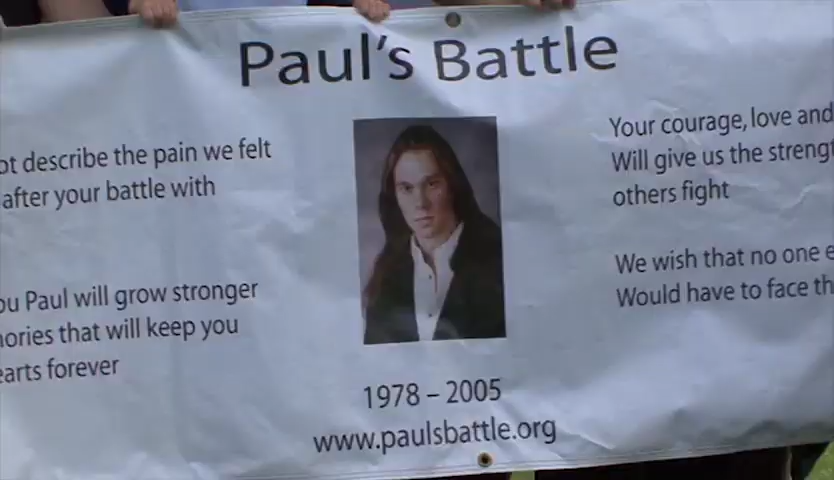 Paul's Battle
ot describe the pain we felt
after your battle with
ou Paul will grow stronger
ories that will keep you
earts forever
Your courage, love and
Will give us the strengt
others fight
We wish that no one e
Would have to face th
1978 – 2005
www.paulsbattle.org